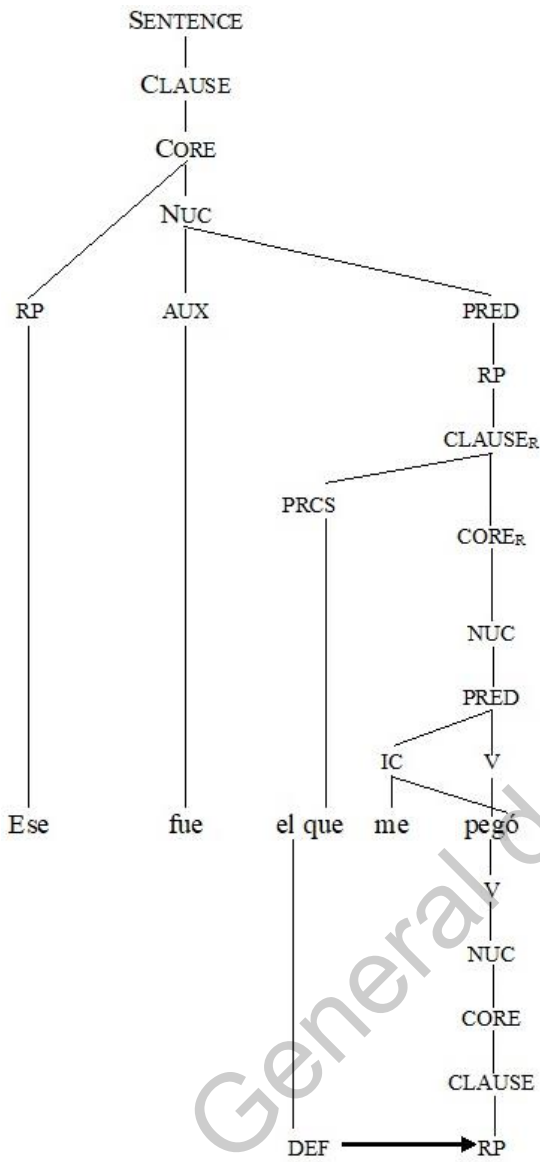 SENTENCE
CLAUSE
CORE
NUC
RP AUX PRED
RP
CLAUSER
PRCS
CORER
NUC
PRED
IC V
Ese fue el que me pegó
V
NUC
CORE
CLAUSE
DEF RP
General d